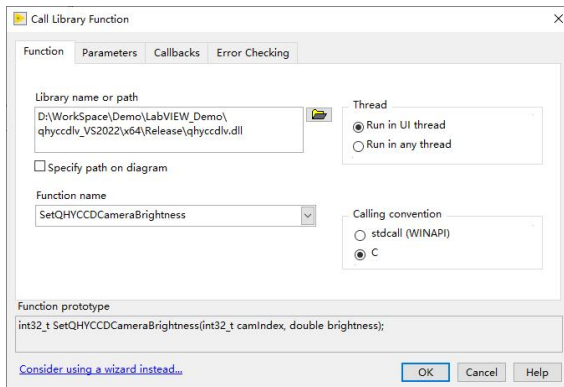 Call Library Function
Function
Parameters
Callbacks
Error Checking
Library name or path
D:\WorkSpace\Demo\LabVIEW_Demo\
qhyccdlv_VS2022\x64\Release\qhyccdlv.dll
Specify path on diagram
Function name
SetQHYCCDCameraBrightness
Thread
Run in UI thread
Run in any thread
Calling convention
stdcall (WINAPI)
C
Function prototype
int32_t SetQHYCCDCameraBrightness(int32_t camIndex, double brightness);
Consider using a wizard instead...
OK
Cancel
Help